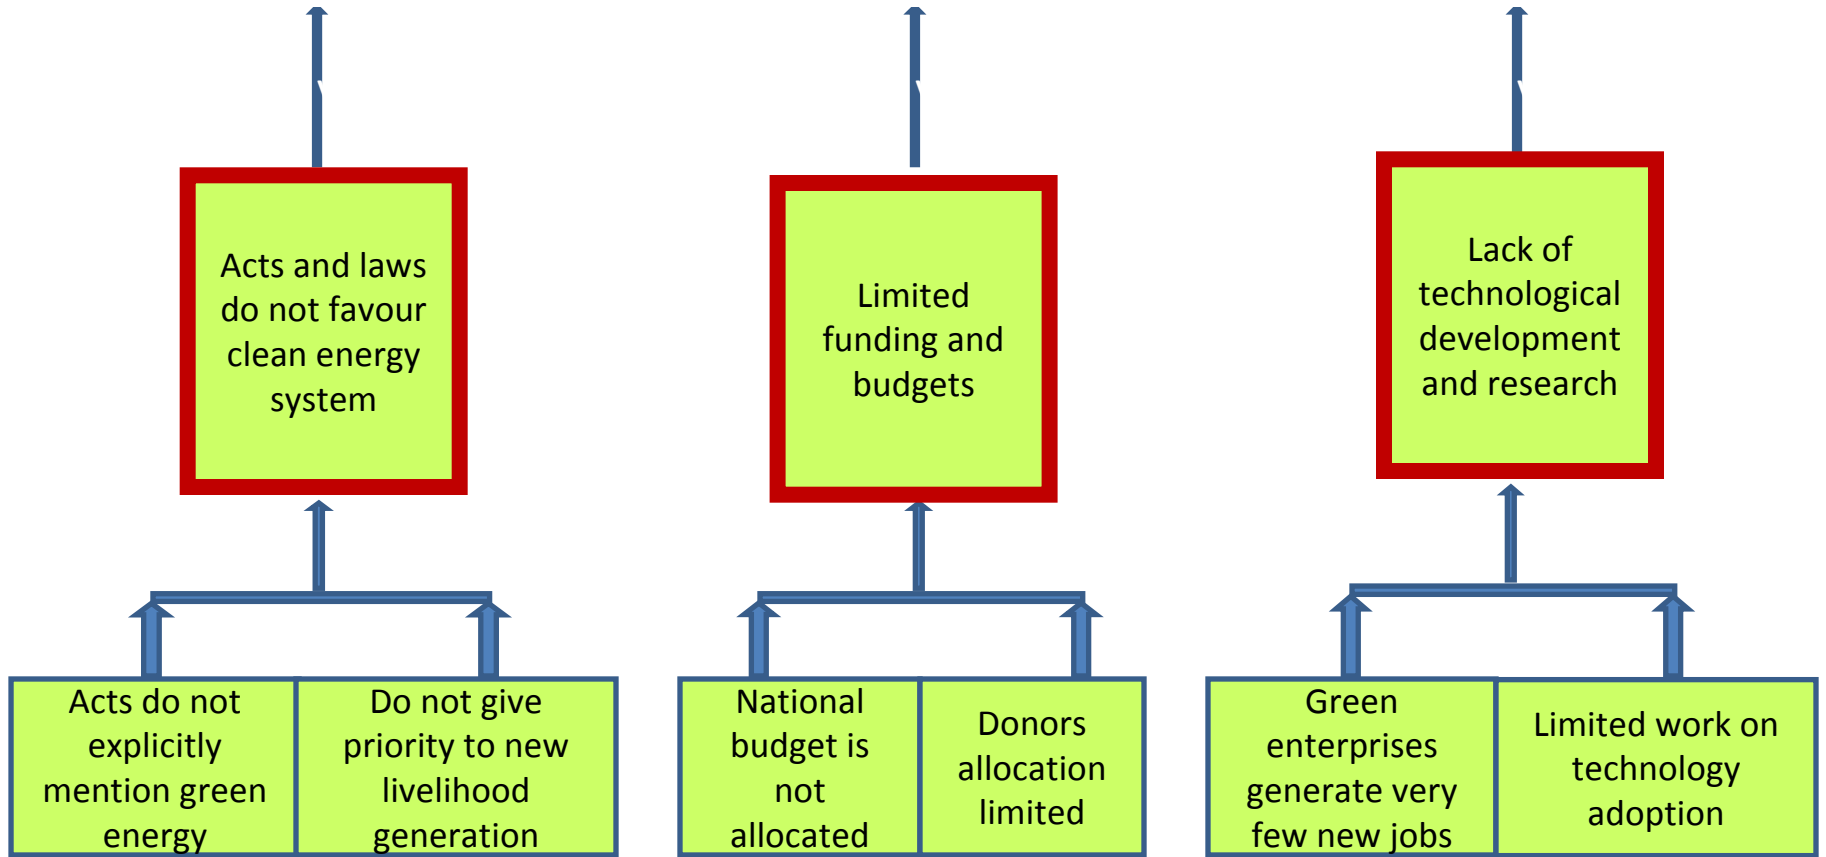 Acts and laws
do not favour
clean energy
system
Limited
funding and
budgets
Lack of
technological
development
and research
Acts do not
explicitly
mention green
energy
Do not give
priority to new
livelihood
generation
National
budget is
not
allocated
Donors
allocation
limited
Green
enterprises
generate very
few new jobs
Limited work on
technology
adoption